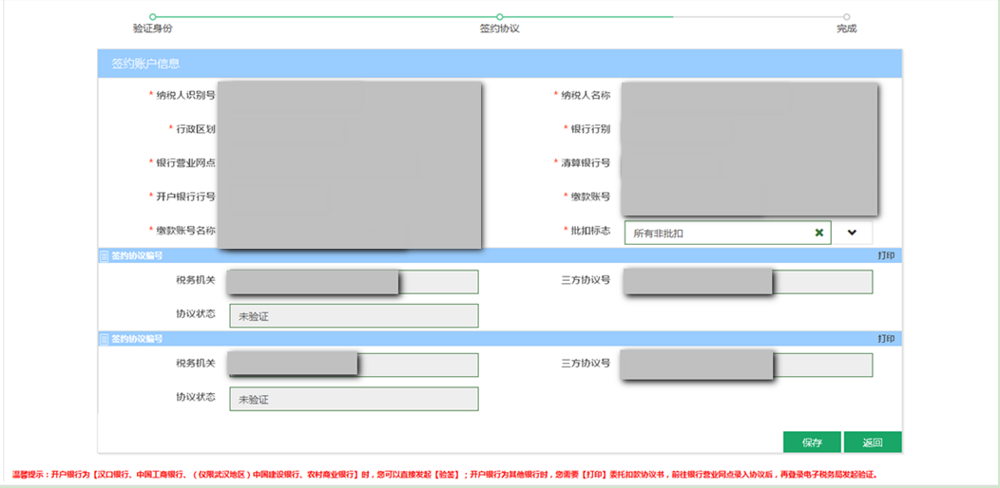 验证身份 签约协议 完成
签约账户信息
* 纳税人识别号 * 纳税人名称
* 行政区划 * 银行行别
* 银行营业网点 * 清算银行号
* 开户银行行号 * 缴款账号
* 缴款账号名称 * 批扣标志 所有非批扣
签约协议编号 打印
税务机关 三方协议号
协议状态 未验证
签约协议编号 打印
税务机关 三方协议号
协议状态 未验证
保存 返回
温馨提示：开户银行为【汉口银行、中国工商银行、（仅限武汉地区）中国建设银行、农村商业银行】时，您可以直接发起【验签】；开户银行为其他银行时，您需要【打印】委托扣款协议书，前往银行营业网点录入协议后，再登录电子税务局发起验证。